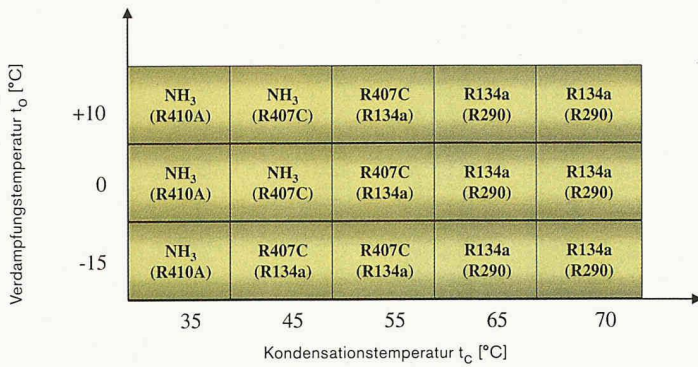 Verdampfungstemperatur t₀ [°C]
+10
NH₃ NH₃ R407C R134a R134a
(R410A) (R407C) (R134a) (R290) (R290)
0
NH₃ NH₃ R407C R134a R134a
(R410A) (R407C) (R134a) (R290) (R290)
-15
NH₃ R407C R407C R134a R134a
(R410A) (R134a) (R134a) (R290) (R290)
35 45 55 65 70
Kondensationstemperatur t_C [°C]